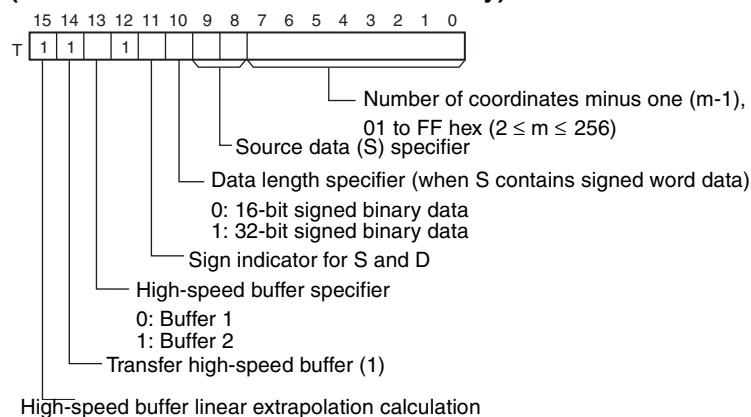 15 14 13 12 11 10 9 8 7 6 5 4 3 2 1 0
T 1 1 1
Number of coordinates minus one (m-1),
01 to FF hex (2 ≤ m ≤ 256)
Source data (S) specifier
Data length specifier (when S contains signed word data)
0: 16-bit signed binary data
1: 32-bit signed binary data
Sign indicator for S and D
High-speed buffer specifier
0: Buffer 1
1: Buffer 2
Transfer high-speed buffer (1)
High-speed buffer linear extrapolation calculation